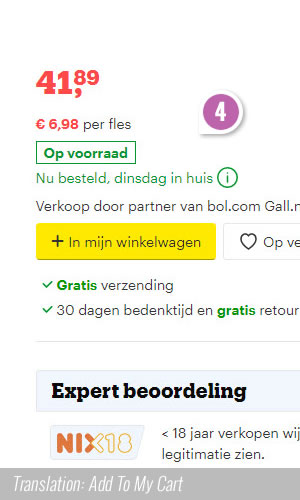 41,89
4
€ 6,98 per fles
Op voorraad
Nu besteld, dinsdag in huis i
Verkoop door partner van bol.com Gall.n
+ In mijn winkelwagen
Op ve
Gratis verzending
30 dagen bedenktijd en gratis retour
Expert beoordeling
NIX18
< 18 jaar verkopen wij
legitimatie zien.
Translation: Add To My Cart